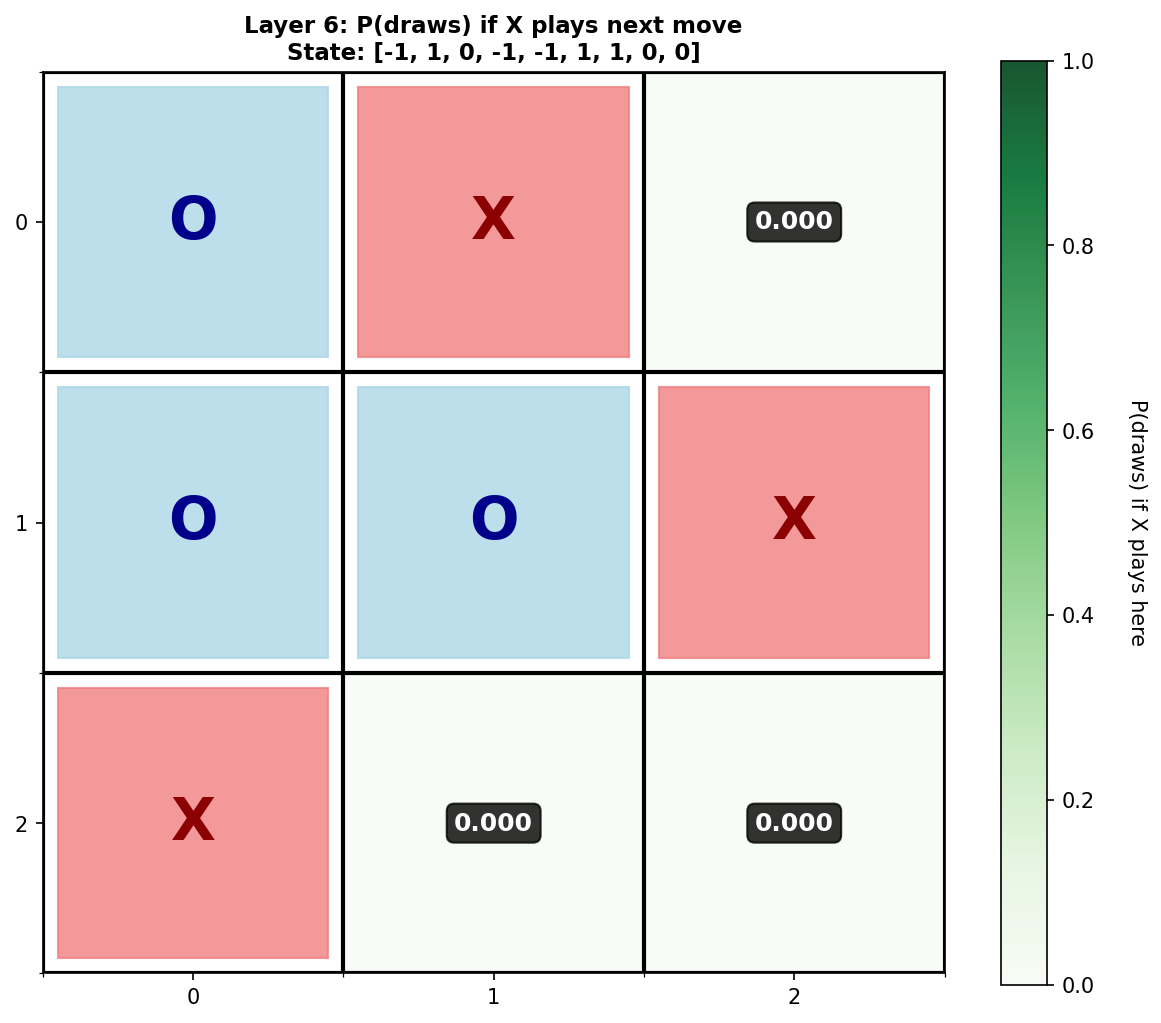 Layer 6: P(draws) if X plays next move
State: [-1, 1, 0, -1, -1, 1, 1, 0, 0]
0
O
X
0.000
1
O
O
X
2
X
0.000
0.000
0
1
2
1.0
0.8
0.6
0.4
0.2
0.0
P(draws) if X plays here